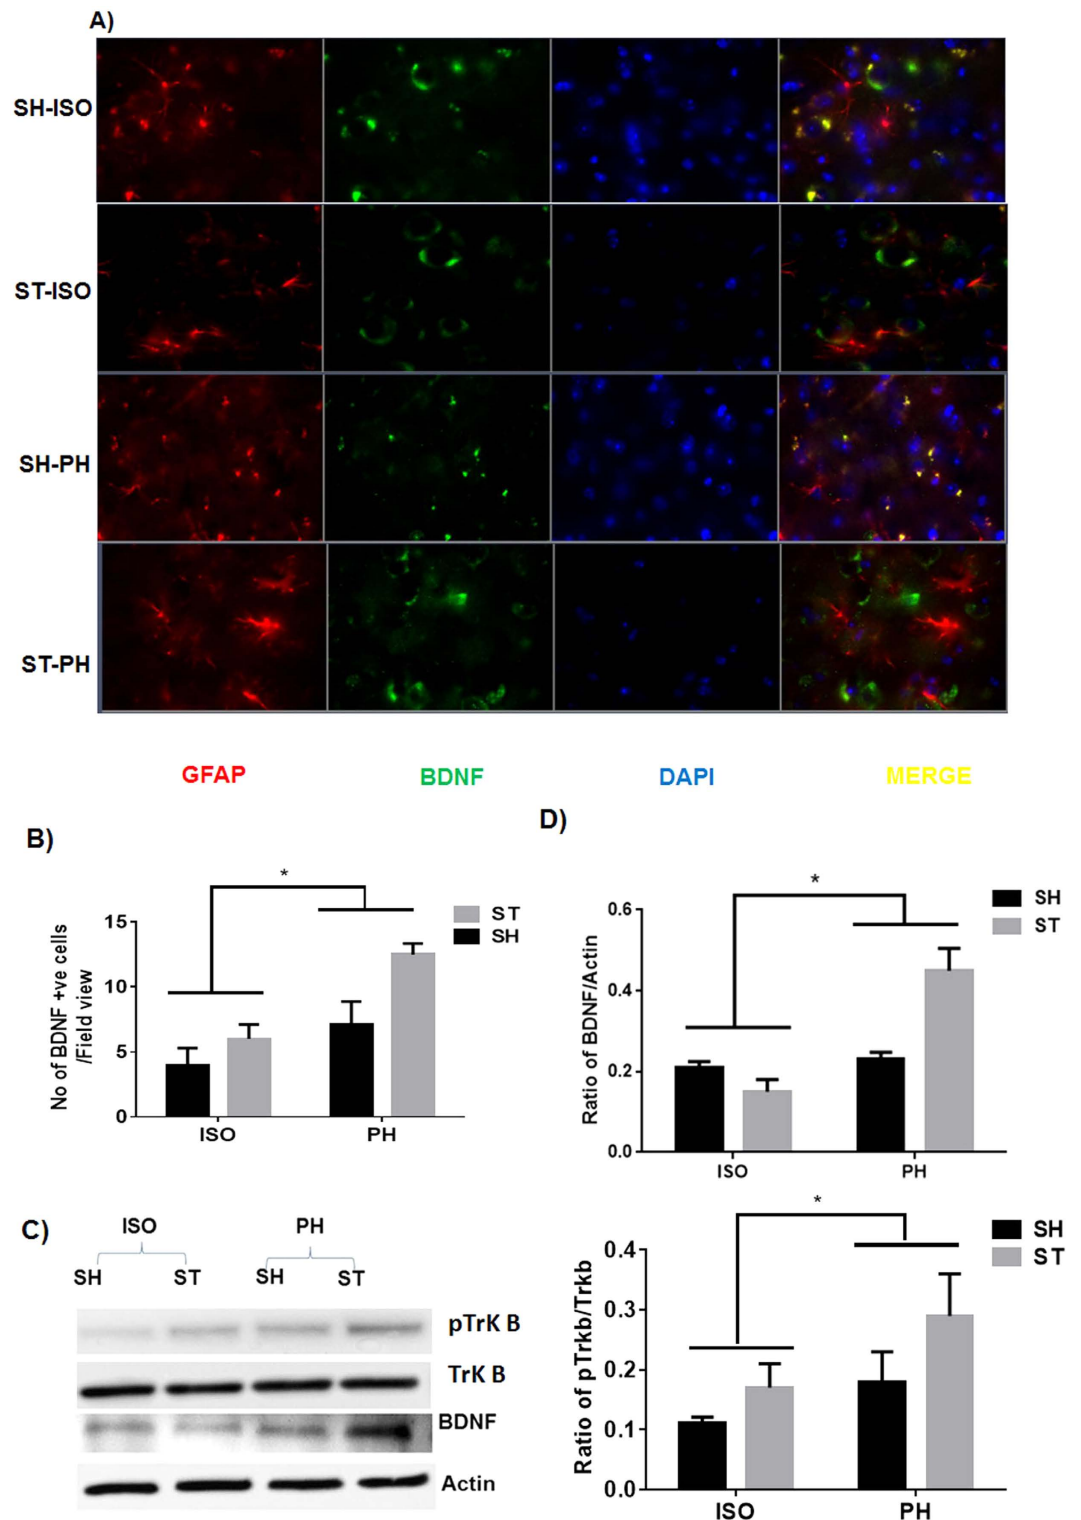 A)
SH-ISO
ST-ISO
SH-PH
ST-PH
GFAP BDNF DAPI MERGE
B)
*
No of BDNF +ve cells
/Field view
15
10
5
0
ISO PH
ST
SH
D)
*
Ratio of BDNF/Actin
0.6
0.4
0.2
0.0
ISO PH
SH
ST
C)
ISO PH
SH ST SH ST
pTrK B
TrK B
BDNF
Actin
*
Ratio of pTrkb/Trkb
0.4
0.3
0.2
0.1
0.0
ISO PH
SH
ST